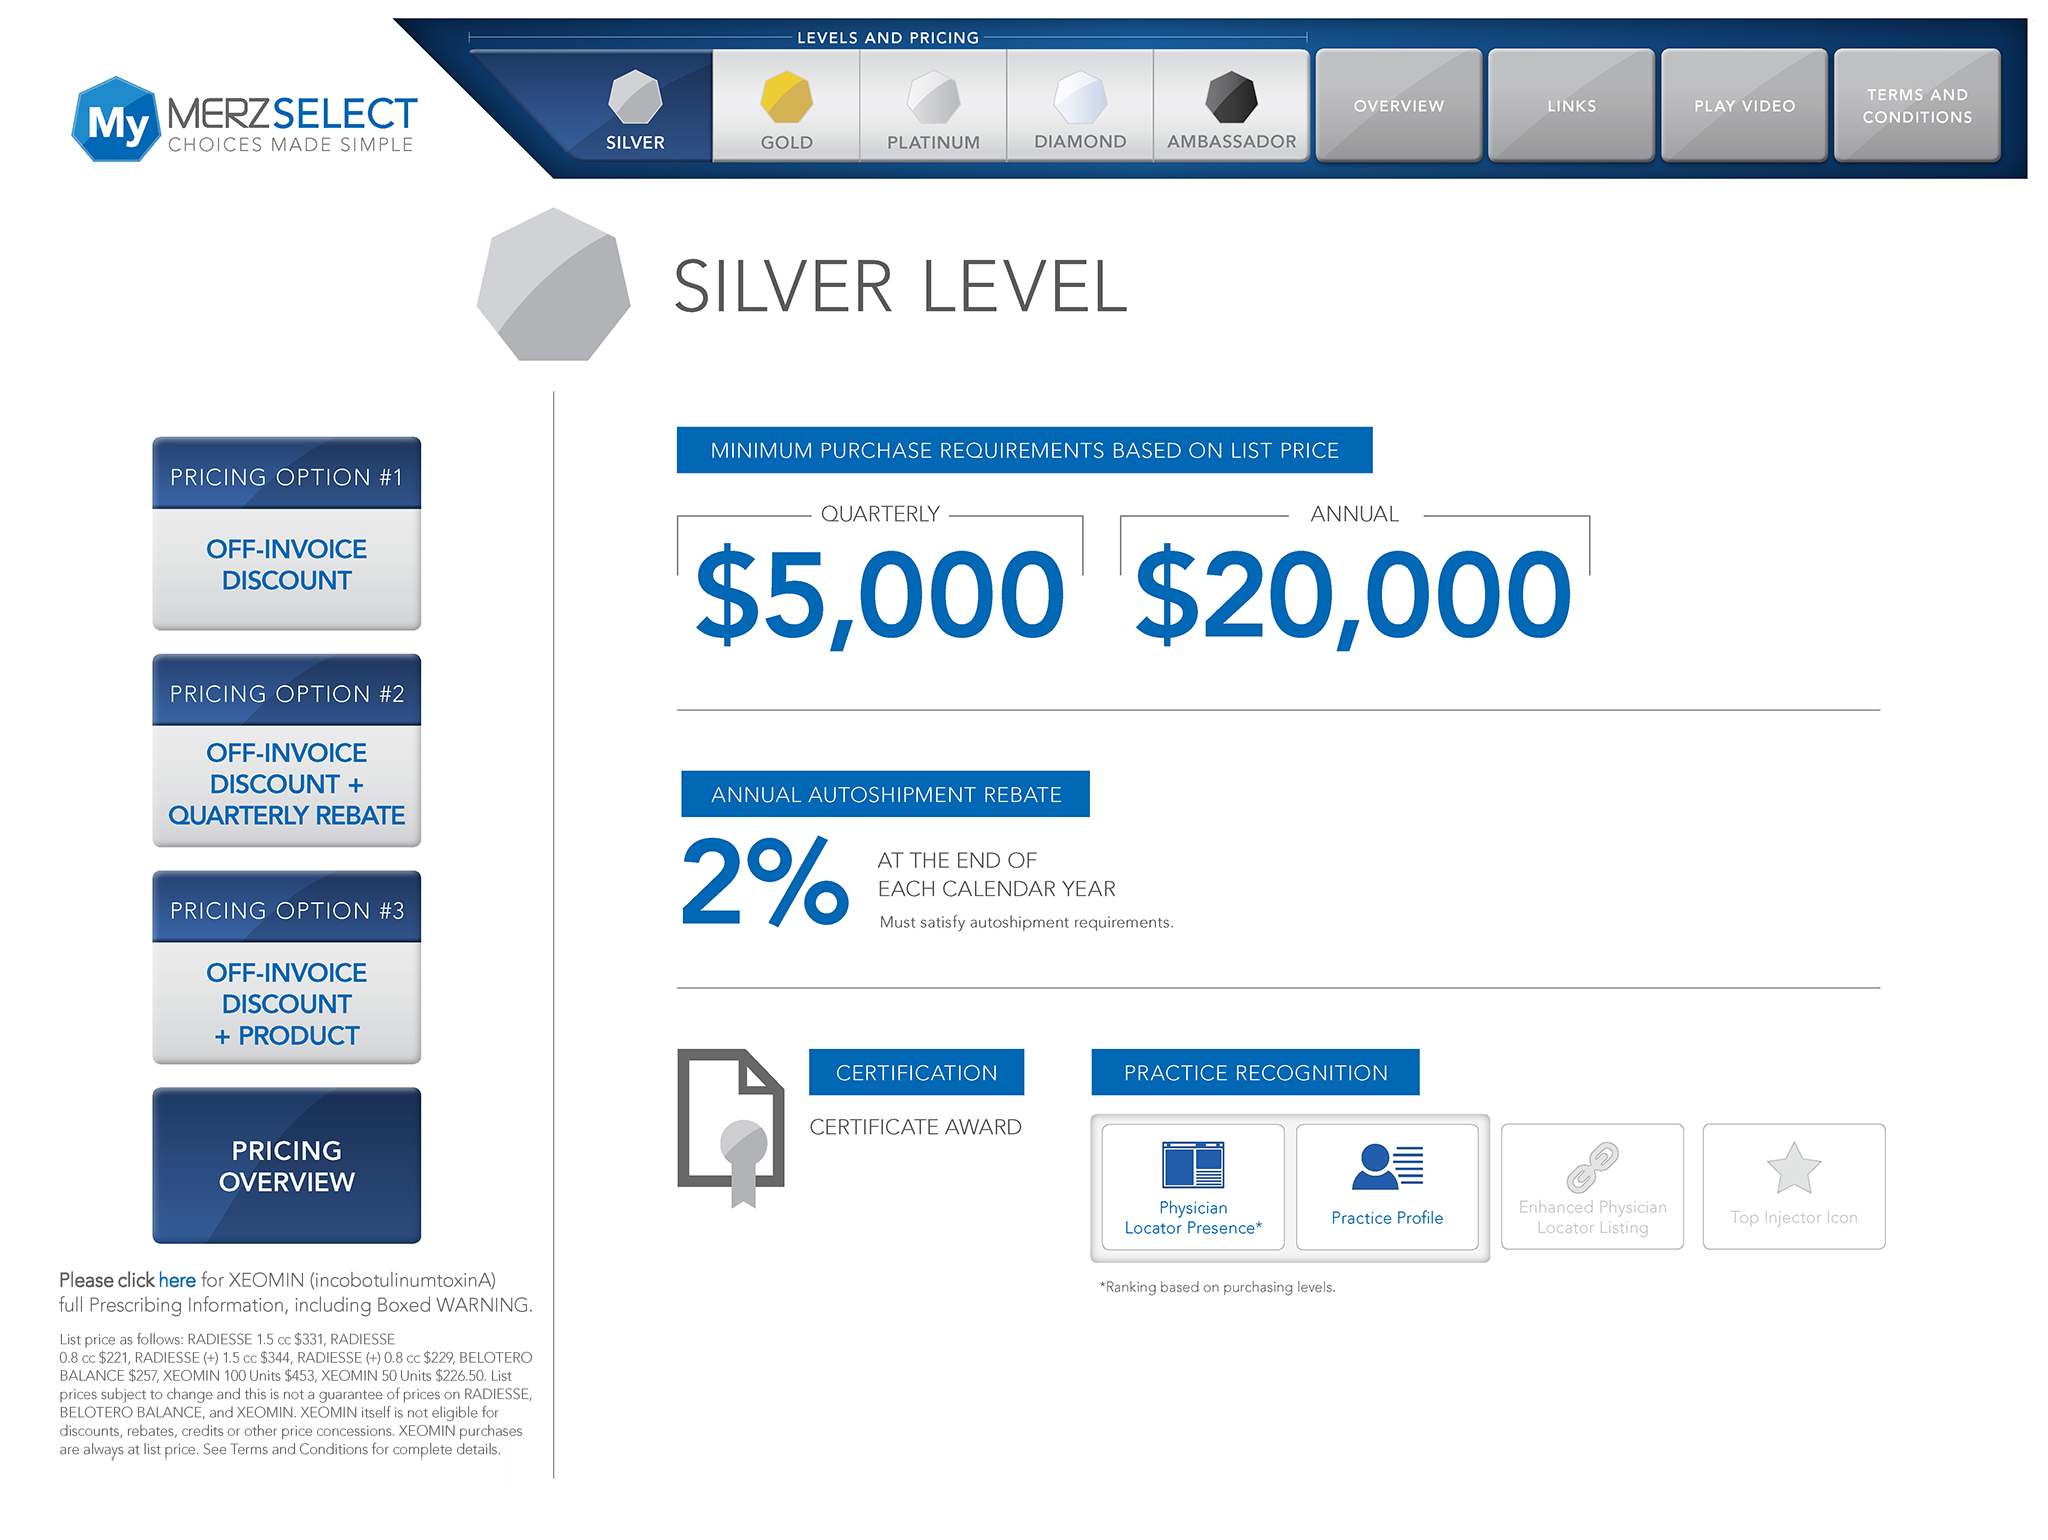 My MERZ SELECT
CHOICES MADE SIMPLE
LEVELS AND PRICING
SILVER
GOLD
PLATINUM
DIAMOND
AMBASSADOR
OVERVIEW
LINKS
PLAY VIDEO
TERMS AND
CONDITIONS
SILVER LEVEL
PRICING OPTION #1
OFF-INVOICE
DISCOUNT
PRICING OPTION #2
OFF-INVOICE
DISCOUNT +
QUARTERLY REBATE
PRICING OPTION #3
OFF-INVOICE
DISCOUNT
+ PRODUCT
PRICING
OVERVIEW
Please click here for XEOMIN (incobotulinumtoxinA)
full Prescribing Information, including Boxed WARNING.
List price as follows: RADIESSE 1.5 cc $331, RADIESSE
0.8 cc $221, RADIESSE (+) 1.5 cc $344, RADIESSE (+) 0.8 cc $229, BELOTERO
BALANCE $257, XEOMIN 100 Units $453, XEOMIN 50 Units $226.50. List
prices subject to change and this is not a guarantee of prices on RADIESSE,
BELOTERO BALANCE, and XEOMIN. XEOMIN itself is not eligible for
discounts, rebates, credits or other price concessions. XEOMIN purchases
are always at list price. See Terms and Conditions for complete details.
MINIMUM PURCHASE REQUIREMENTS BASED ON LIST PRICE
QUARTERLY
$5,000
ANNUAL
$20,000
ANNUAL AUTOSHIPMENT REBATE
2%
AT THE END OF
EACH CALENDAR YEAR
Must satisfy autoshipment requirements.
CERTIFICATION
CERTIFICATE AWARD
PRACTICE RECOGNITION
Physician
Locator Presence*
Practice Profile
Enhanced Physician
Locator Listing
Top Injector Icon
*Ranking based on purchasing levels.